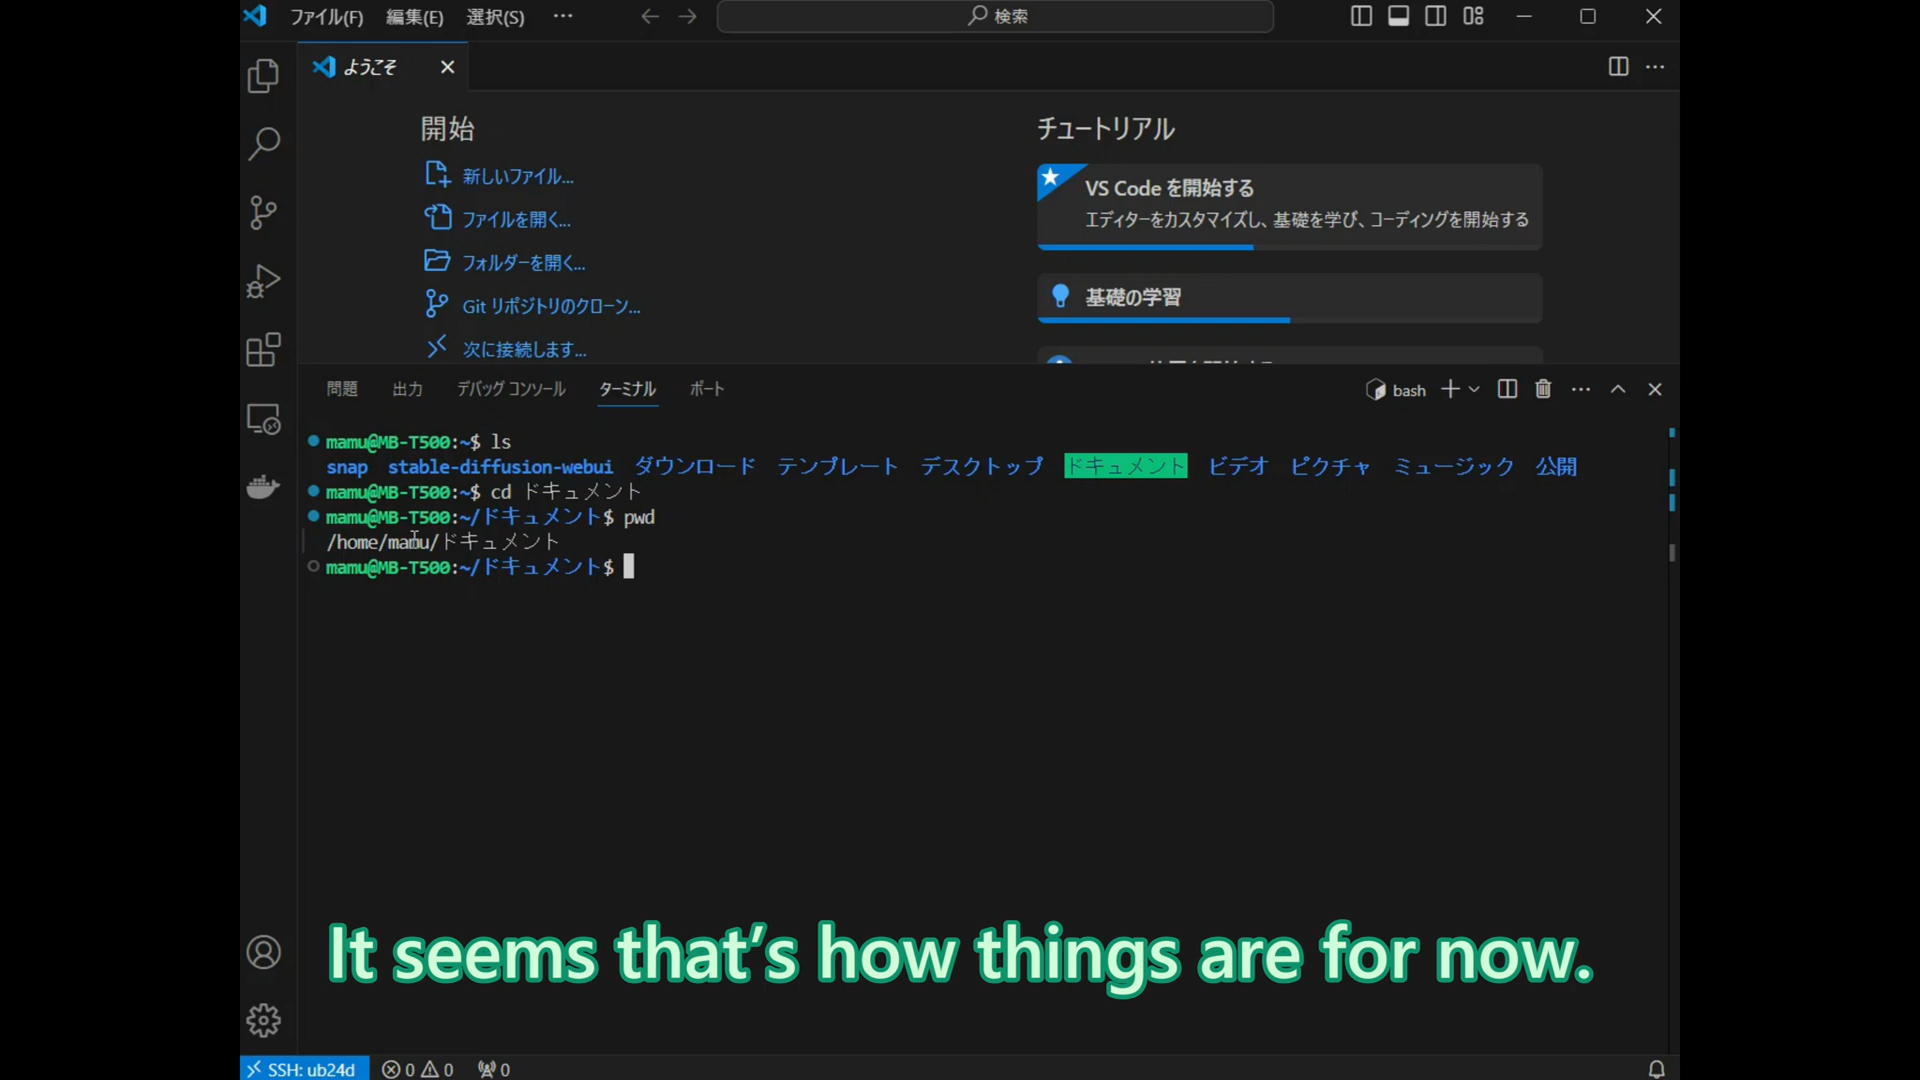 ファイル(F) 編集(E) 選択(S) ··· 検索
ようこそ
開始
新しいファイル...
ファイルを開く...
フォルダーを開く...
Git リポジトリのクローン...
次に接続します...
チュートリアル
VS Code を開始する
エディターをカスタマイズし、基礎を学び、コーディングを開始する
基礎の学習
問題 出力 デバッグ コンソール ターミナル ポート bash
mamu@MB-T500:~$ ls
snap stable-diffusion-webui ダウンロード テンプレート デスクトップ ドキュメント ビデオ ピクチャ ミュージック 公開
mamu@MB-T500:~$ cd ドキュメント
mamu@MB-T500:~/ドキュメント$ pwd
/home/mamu/ドキュメント
mamu@MB-T500:~/ドキュメント$
It seems that's how things are for now.
SSH: ub24d 0 0 0